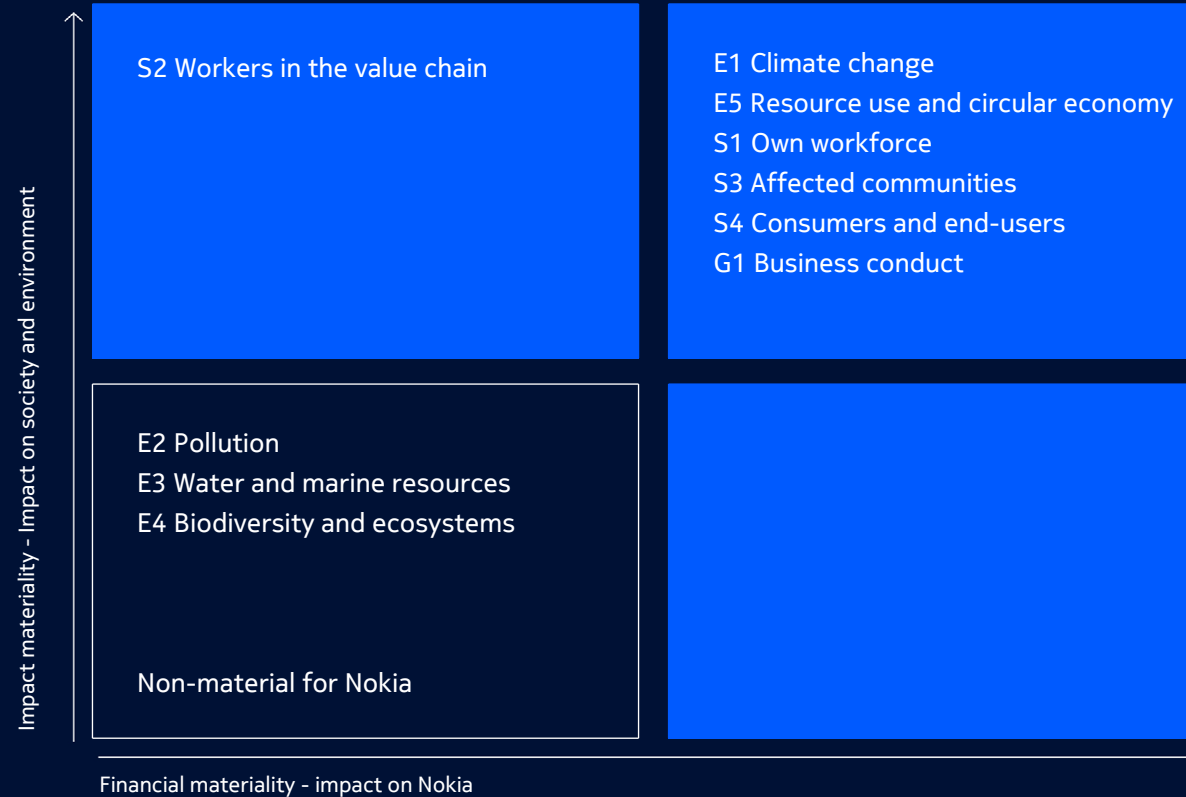 Impact materiality - Impact on society and environment
S2 Workers in the value chain
E1 Climate change
E5 Resource use and circular economy
S1 Own workforce
S3 Affected communities
S4 Consumers and end-users
G1 Business conduct
E2 Pollution
E3 Water and marine resources
E4 Biodiversity and ecosystems
Non-material for Nokia
Financial materiality - impact on Nokia